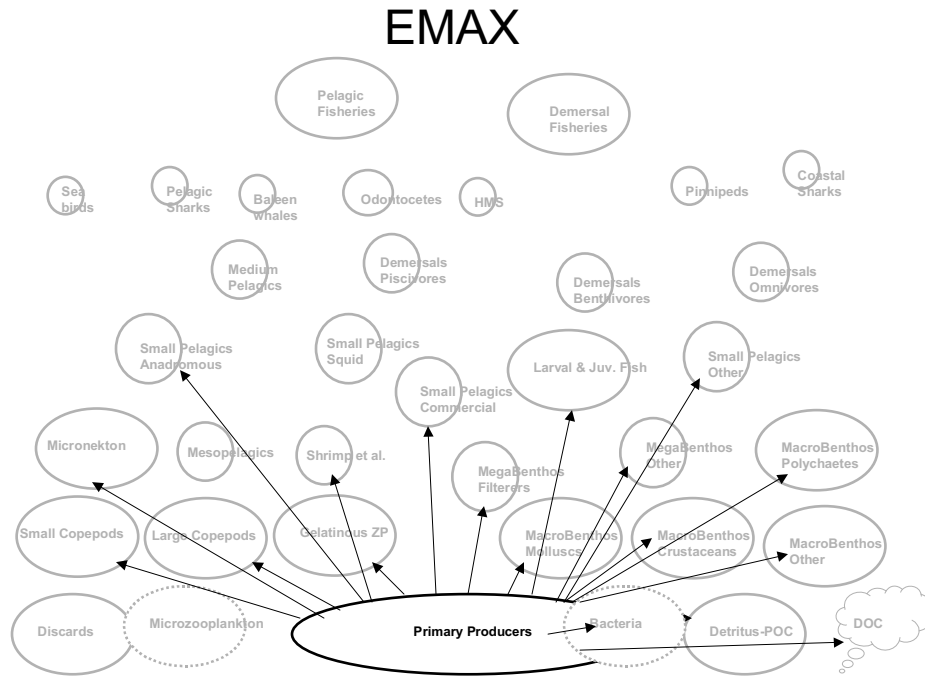 EMAX
Pelagic
Fisheries
Demersal
Fisheries
Sea
birds
Pelagic
Sharks
Baleen
whales
Odontocetes
HMS
Pinnipeds
Coastal
Sharks
Medium
Pelagics
Demersals
Piscivores
Demersals
Benthivores
Demersals
Omnivores
Small Pelagics
Anadromous
Small Pelagics
Squid
Small Pelagics
Commercial
Larval & Juv. Fish
Small Pelagics
Other
Micronekton
Mesopelagics
Shrimp et al.
MegaBenthos
Filterers
MegaBenthos
Other
MacroBenthos
Polychaetes
Small Copepods
Large Copepods
Gelatinous ZP
MacroBenthos
Molluscs
MacroBenthos
Crustaceans
MacroBenthos
Other
Discards
Microzooplankton
Primary Producers
Bacteria
Detritus-POC
DOC